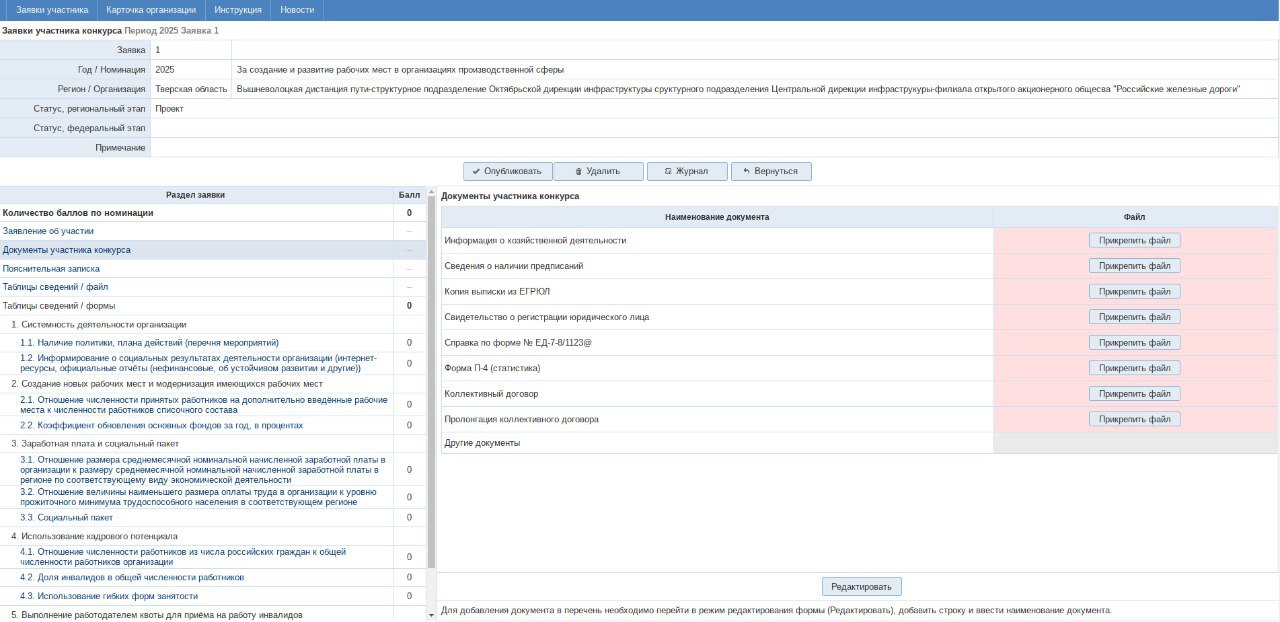 Заявки участника
Карточка организации
Инструкция
Новости
Заявки участника конкурса Период 2025 Заявка 1
Заявка 1
Год / Номинация 2025 За создание и развитие рабочих мест в организациях производственной сферы
Регион / Организация Тверская область Вышневолоцкая дистанция пути-структурное подразделение Октябрьской дирекции инфраструктуры сруктурного подразделения Центральной дирекции инфраструкуры-филиала открытого акционерного общесва "Российские железные дороги"
Статус, региональный этап Проект
Статус, федеральный этап
Примечание
Опубликовать
Удалить
Журнал
Вернуться
Раздел заявки Балл
Количество баллов по номинации 0
Заявление об участии –
Документы участника конкурса –
Пояснительная записка –
Таблицы сведений / файл –
Таблицы сведений / формы 0
1. Системность деятельности организации
1.1. Наличие политики, плана действий (перечня мероприятий) 0
1.2. Информирование о социальных результатах деятельности организации (интернет-
ресурсы, официальные отчёты (нефинансовые, об устойчивом развитии и другие)) 0
2. Создание новых рабочих мест и модернизация имеющихся рабочих мест
2.1. Отношение численности принятых работников на дополнительно введённые рабочие
места к численности работников списочного состава 0
2.2. Коэффициент обновления основных фондов за год, в процентах 0
3. Заработная плата и социальный пакет
3.1. Отношение размера среднемесячной номинальной начисленной заработной платы в
организации к размеру среднемесячной номинальной начисленной заработной платы в
регионе по соответствующему виду экономической деятельности 0
3.2. Отношение величины наименьшего размера оплаты труда в организации к уровню
прожиточного минимума трудоспособного населения в соответствующем регионе 0
3.3. Социальный пакет 0
4. Использование кадрового потенциала
4.1. Отношение численности работников из числа российских граждан к общей
численности работников организации 0
4.2. Доля инвалидов в общей численности работников 0
4.3. Использование гибких форм занятости 0
5. Выполнение работодателем квоты для приёма на работу инвалидов
Документы участника конкурса
Наименование документа Файл
Информация о хозяйственной деятельности Прикрепить файл
Сведения о наличии предписаний Прикрепить файл
Копия выписки из ЕГРЮЛ Прикрепить файл
Свидетельство о регистрации юридического лица Прикрепить файл
Справка по форме № ЕД-7-8/1123@ Прикрепить файл
Форма П-4 (статистика) Прикрепить файл
Коллективный договор Прикрепить файл
Пролонгация коллективного договора Прикрепить файл
Другие документы
Редактировать
Для добавления документа в перечень необходимо перейти в режим редактирования формы (Редактировать), добавить строку и ввести наименование документа.